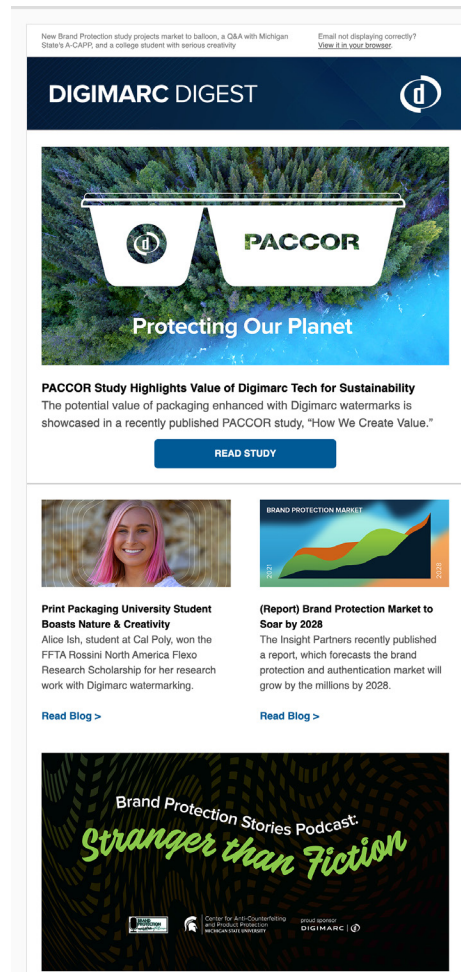 New Brand Protection study projects market to balloon, a Q&A with Michigan
State's A-CAPP, and a college student with serious creativity
Email not displaying correctly?
View it in your browser.
DIGIMARC DIGEST
d
d
PACCOR
Protecting Our Planet
PACCOR Study Highlights Value of Digimarc Tech for Sustainability
The potential value of packaging enhanced with Digimarc watermarks is
showcased in a recently published PACCOR study, “How We Create Value.”
READ STUDY
Print Packaging University Student
Boasts Nature & Creativity
Alice Ish, student at Cal Poly, won the
FFTA Rossini North America Flexo
Research Scholarship for her research
work with Digimarc watermarking.
Read Blog >
BRAND PROTECTION MARKET
2021
2028
(Report) Brand Protection Market to
Soar by 2028
The Insight Partners recently published
a report, which forecasts the brand
protection and authentication market will
grow by the millions by 2028.
Read Blog >
Brand Protection Stories Podcast:
Stranger than Fiction
BRAND
PROTECTION
Center for Anti-Counterfeiting
and Product Protection
MICHIGAN STATE UNIVERSITY
proud sponsor
DIGIMARC | d